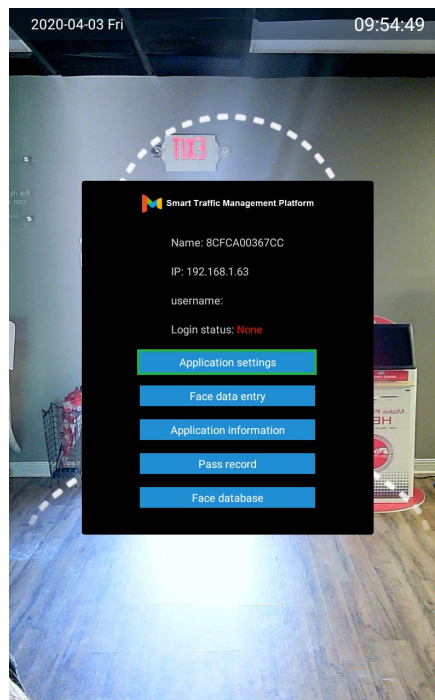 2020-04-03 Fri
09:54:49
EXIT
Smart Traffic Management Platform
Name: 8CFCA00367CC
IP: 192.168.1.63
username:
Login status: None
Application settings
Face data entry
Application information
Pass record
Face database